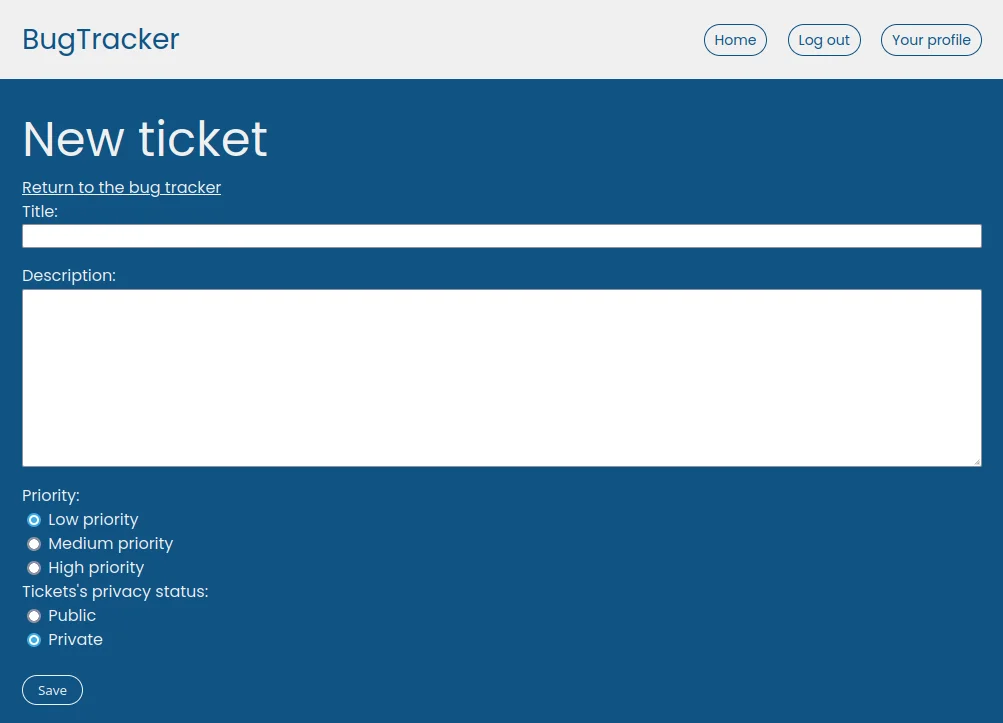 BugTracker
Home Log out Your profile
New ticket
Return to the bug tracker
Title:
Description:
Priority:
Low priority
Medium priority
High priority
Tickets's privacy status:
Public
Private
Save